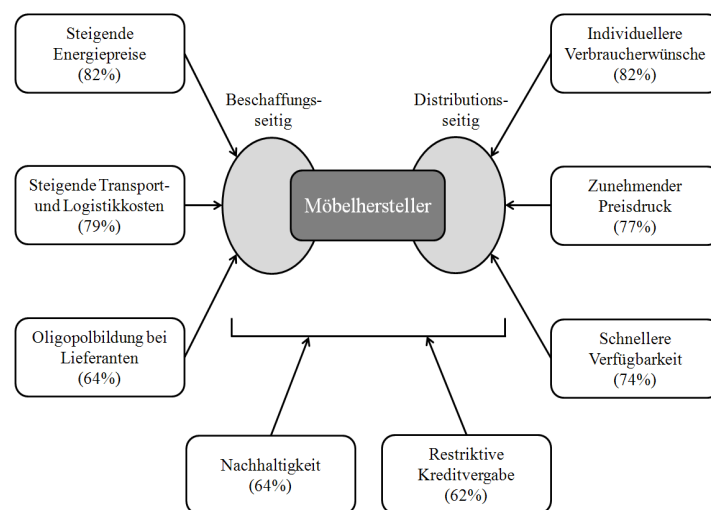 Steigende
Energiepreise
(82%)
Individuellere
Verbraucherwünsche
(82%)
Beschaffungs-
seitig
Distributions-
seitig
Steigende Transport-
und Logistikkosten
(79%)
Möbelhersteller
Zunehmender
Preisdruck
(77%)
Oligopolbildung bei
Lieferanten
(64%)
Schnellere
Verfügbarkeit
(74%)
Nachhaltigkeit
(64%)
Restriktive
Kreditvergabe
(62%)